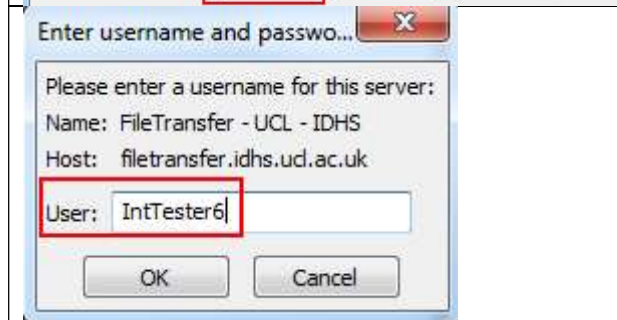 Enter username and passwo...
Please enter a username for this server:
Name: FileTransfer - UCL - IDHS
Host: filetransfer.idhs.ucl.ac.uk
User: IntTester6
OK Cancel